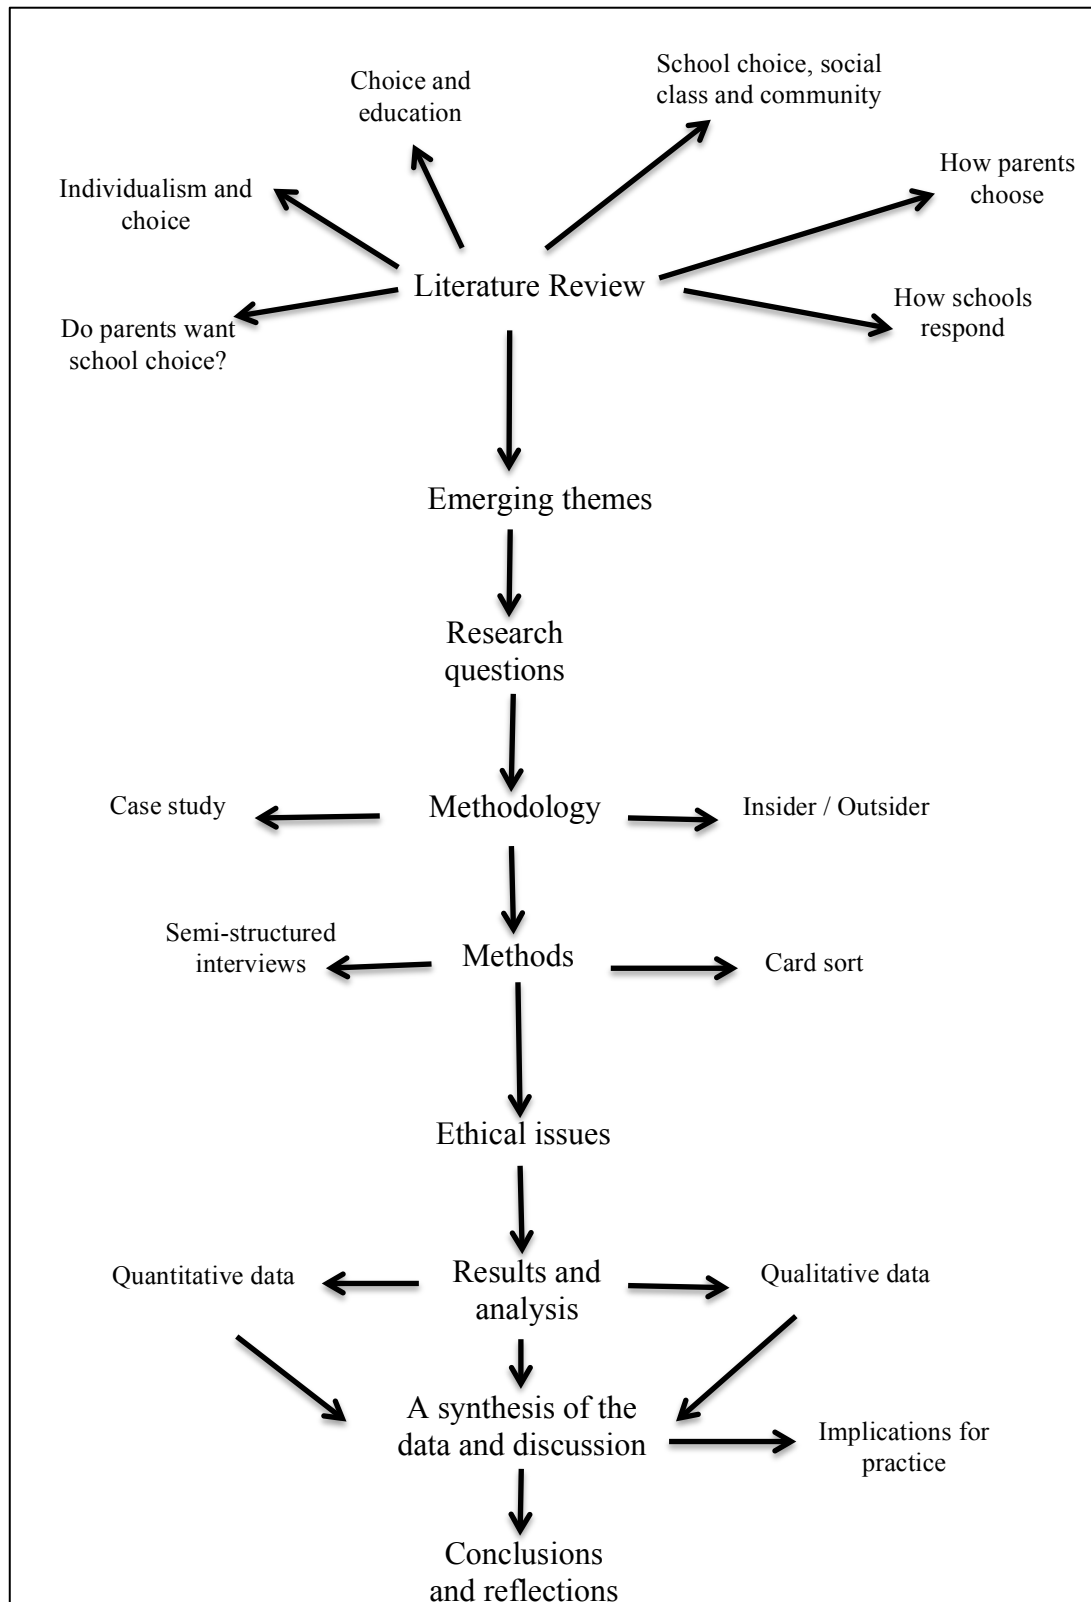 School choice, social
class and community
Choice and
education
How parents
choose
Individualism and
choice
Literature Review
How schools
respond
Do parents want
school choice?
Emerging themes
Research
questions
Case study
Methodology
Insider / Outsider
Semi-structured
interviews
Methods
Card sort
Ethical issues
Quantitative data
Results and
analysis
Qualitative data
A synthesis of the
data and discussion
Implications for
practice
Conclusions
and reflections